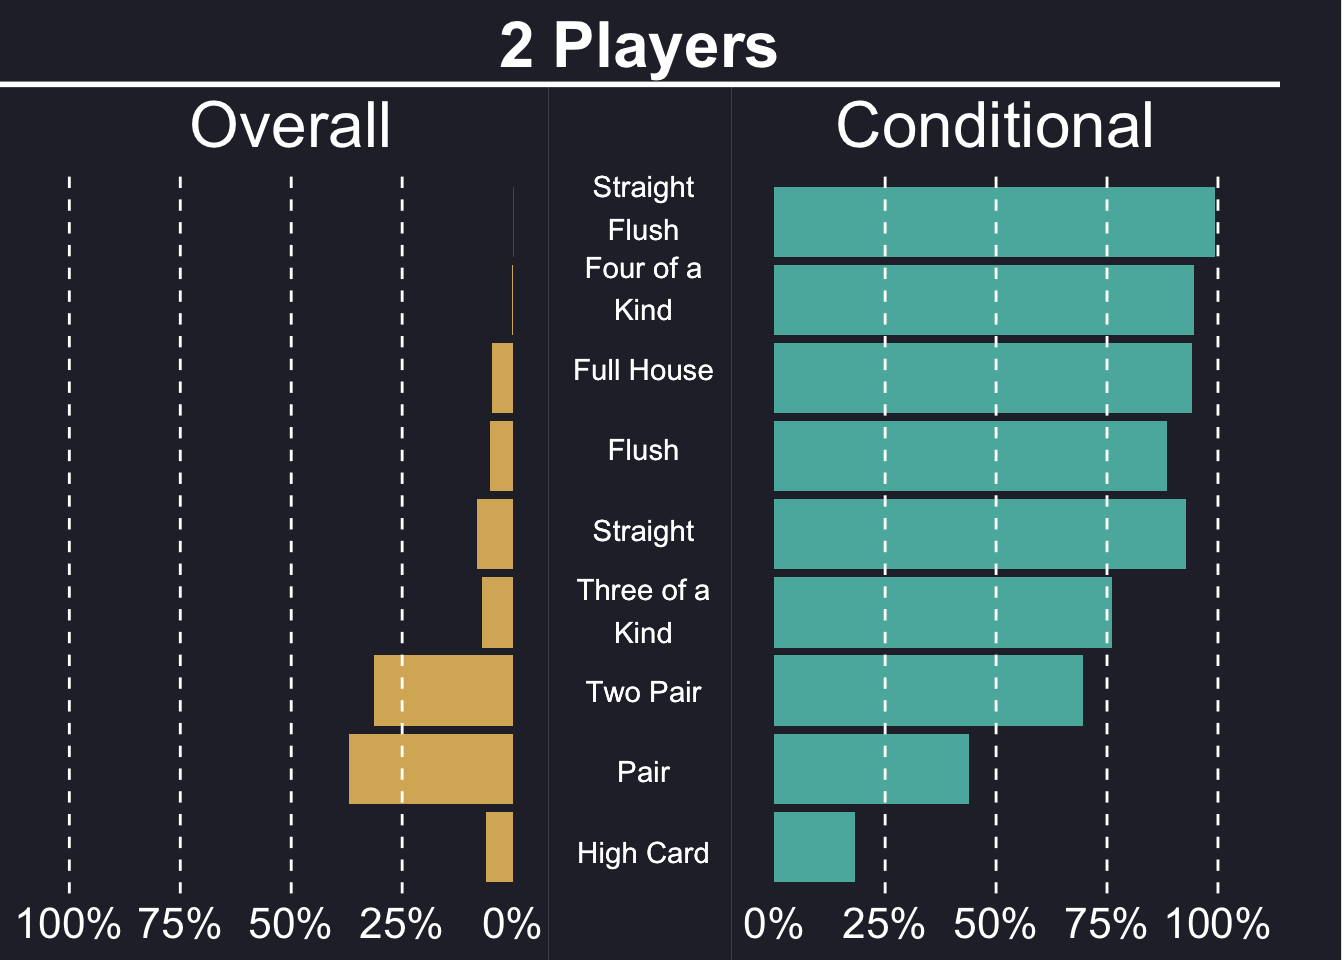 2 Players
Overall
Conditional
Straight
Flush
Four of a
Kind
Full House
Flush
Straight
Three of a
Kind
Two Pair
Pair
High Card
100% 75% 50% 25% 0%
0% 25% 50% 75% 100%